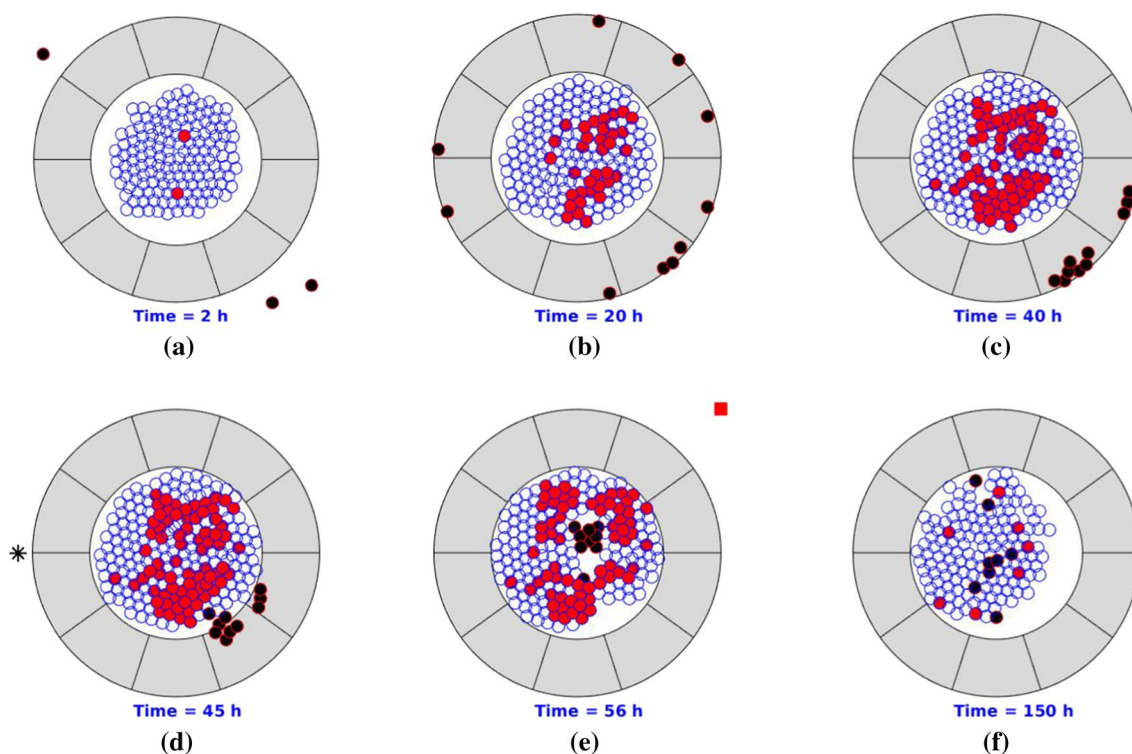 Time = 2 h
(a)
Time = 20 h
(b)
Time = 40 h
(c)
Time = 45 h
(d)
Time = 56 h
(e)
Time = 150 h
(f)